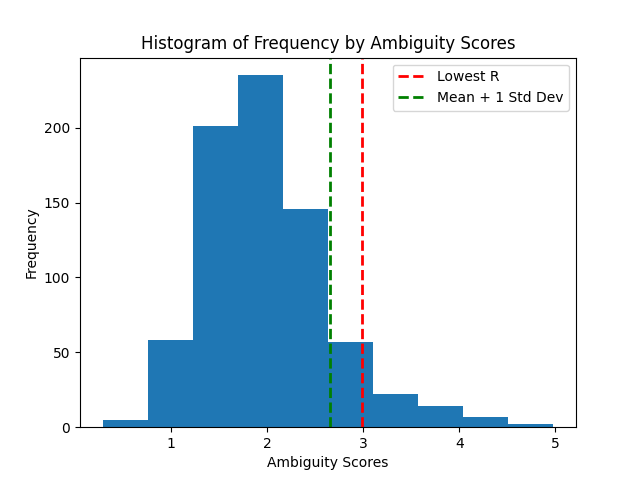 Histogram of Frequency by Ambiguity Scores
Lowest R
Mean + 1 Std Dev
Frequency
200
150
100
50
0
1 2 3 4 5
Ambiguity Scores